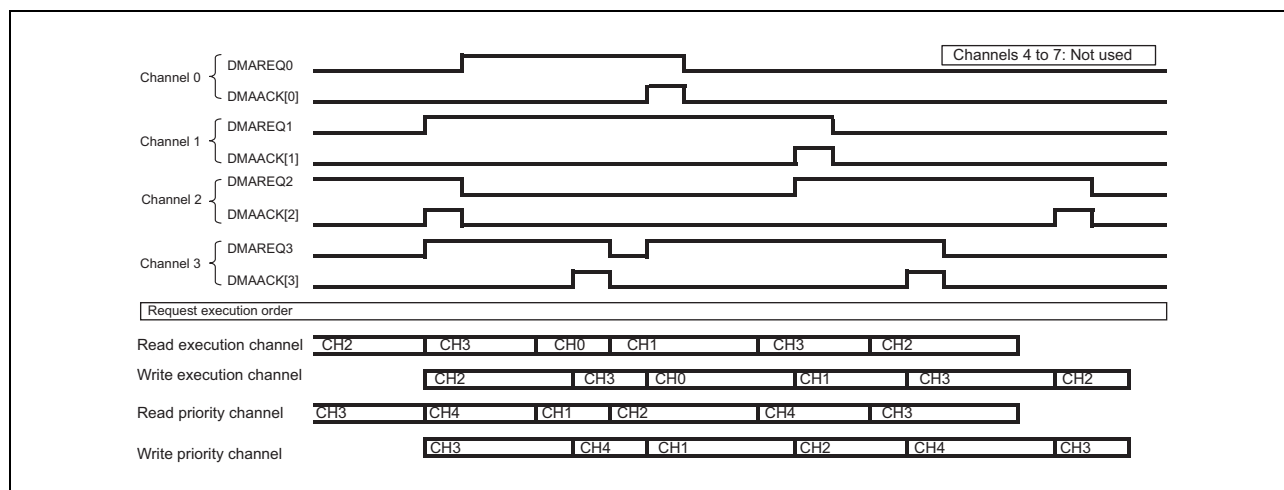 Channels 4 to 7: Not used
Channel 0
DMAREQ0
DMAACK[0]
Channel 1
DMAREQ1
DMAACK[1]
Channel 2
DMAREQ2
DMAACK[2]
Channel 3
DMAREQ3
DMAACK[3]
Request execution order
Read execution channel CH2 CH3 CH0 CH1 CH3 CH2
Write execution channel CH2 CH3 CH0 CH1 CH3 CH2
Read priority channel CH3 CH4 CH1 CH2 CH4 CH3
Write priority channel CH3 CH4 CH1 CH2 CH4 CH3